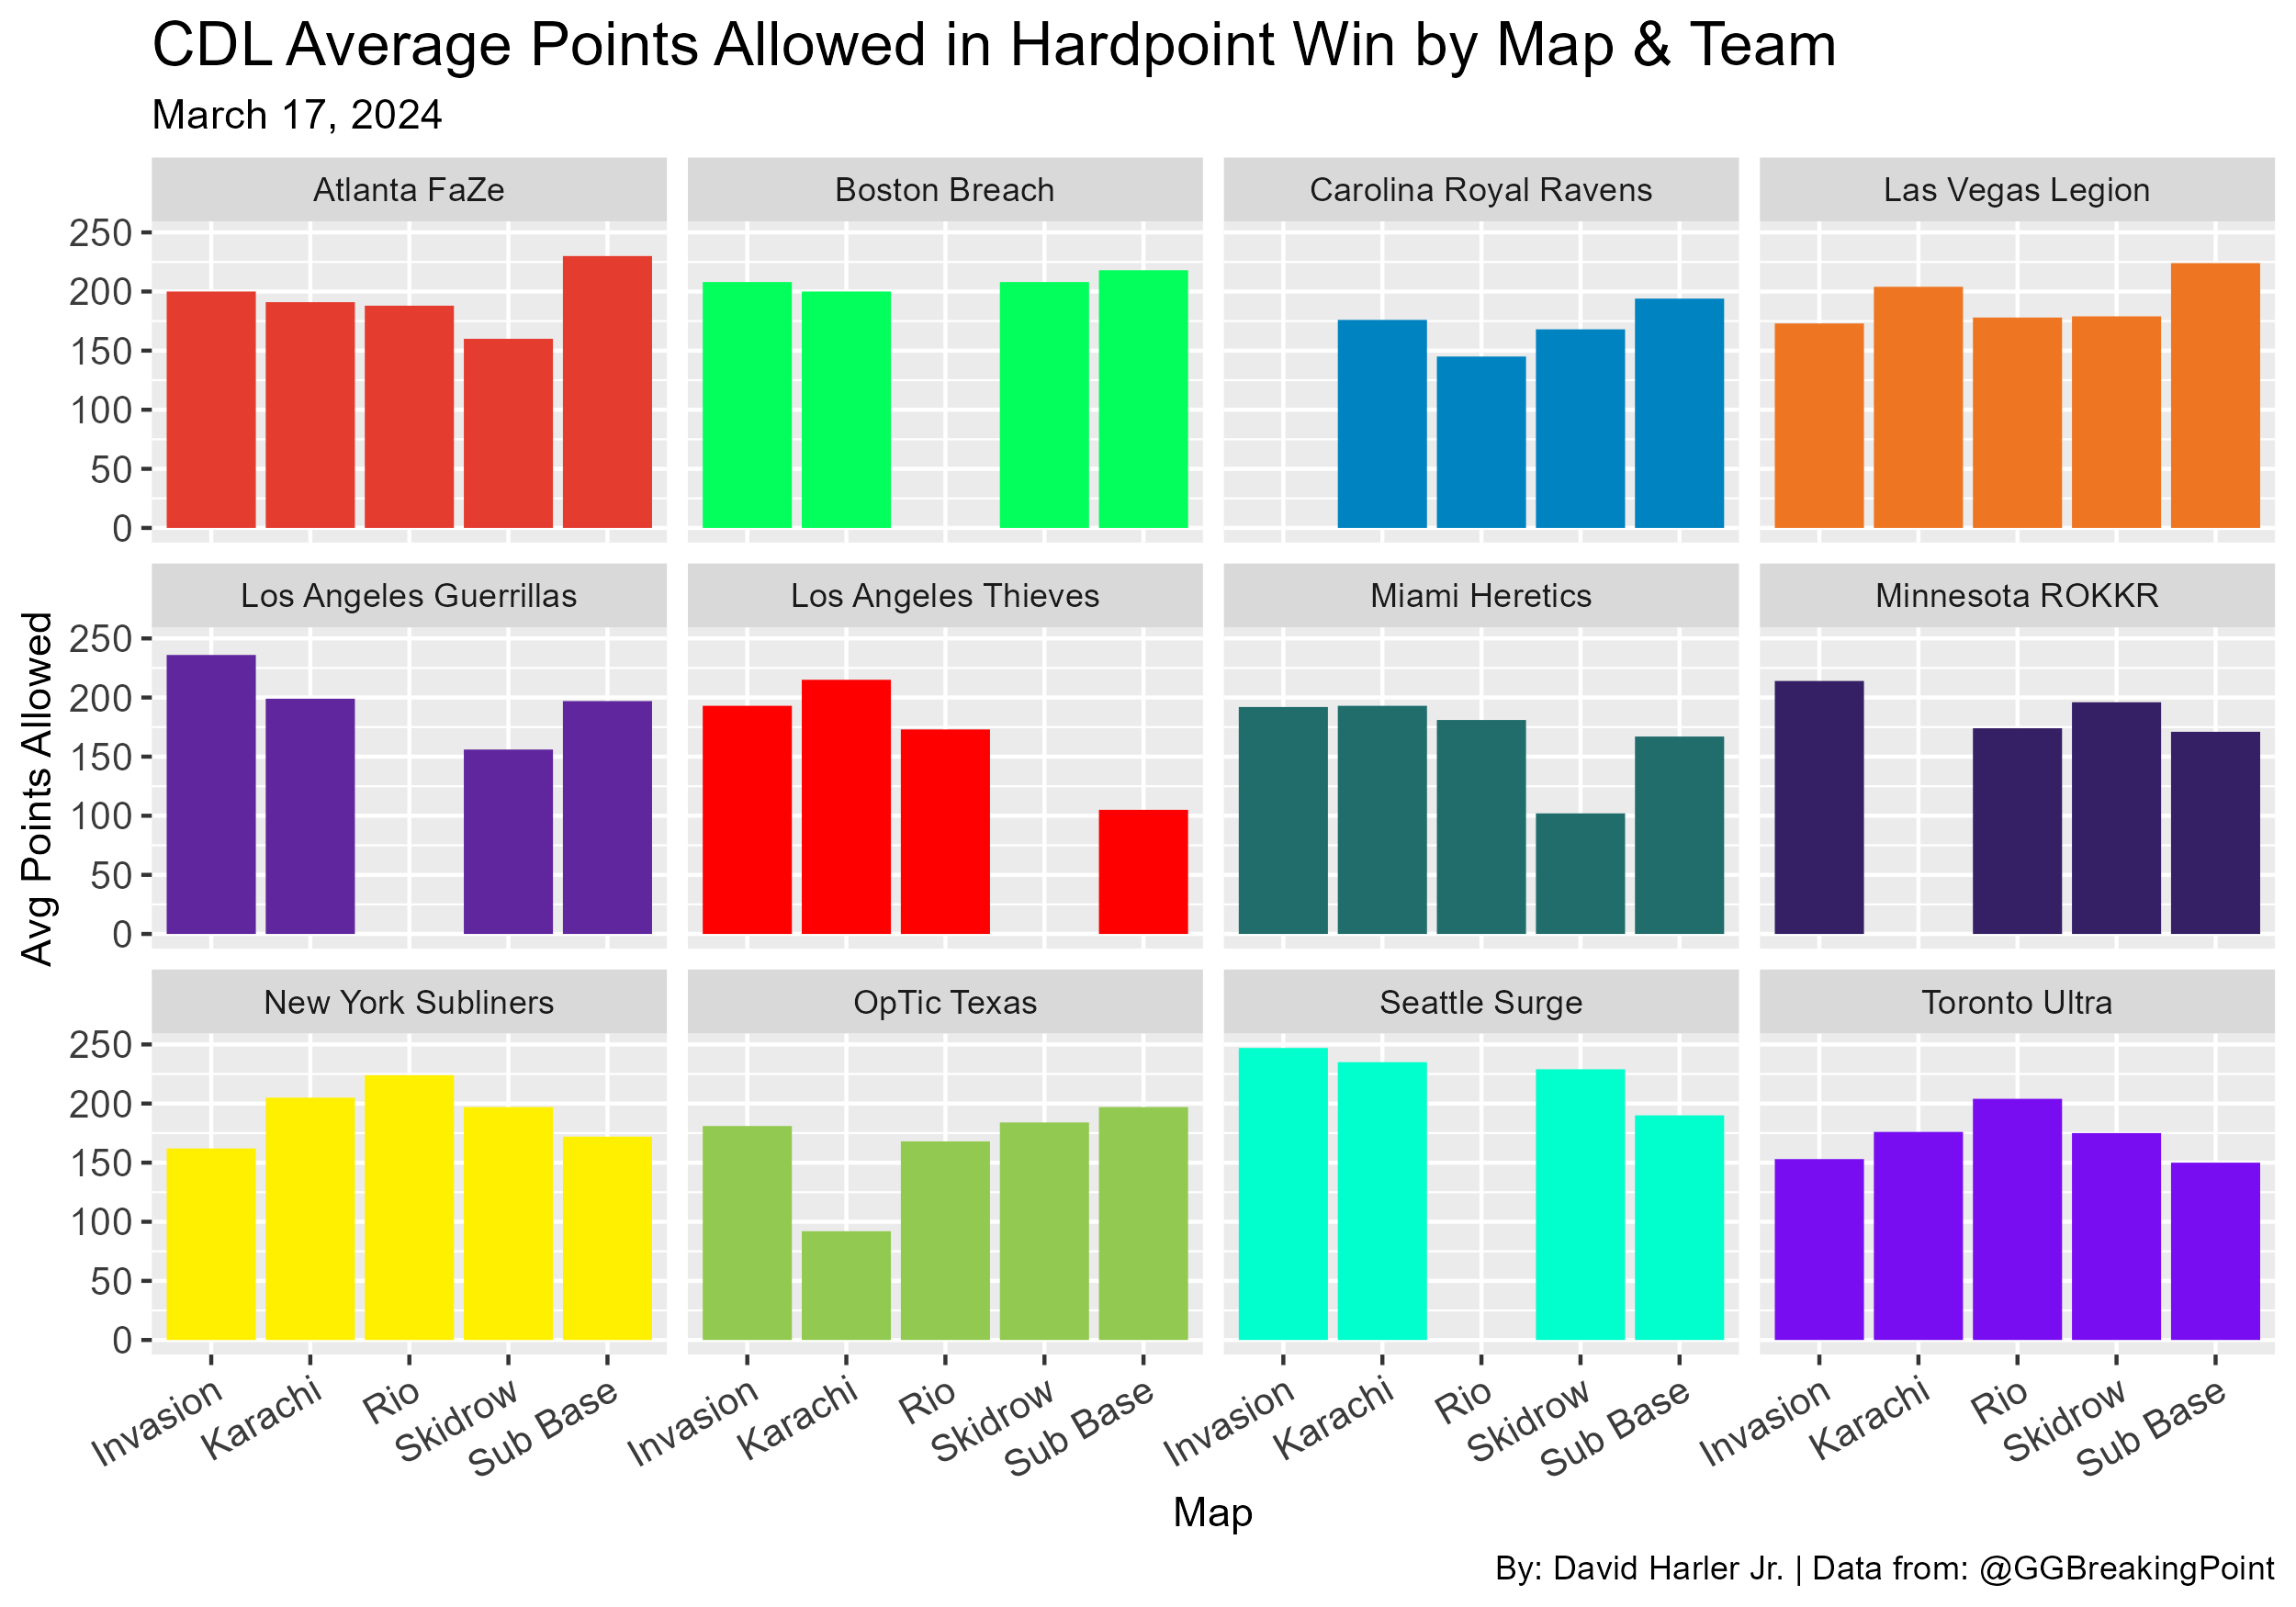 CDL Average Points Allowed in Hardpoint Win by Map & Team
March 17, 2024
Atlanta FaZe
Boston Breach
Carolina Royal Ravens
Las Vegas Legion
250
200
150
100
50
0
Los Angeles Guerrillas
Los Angeles Thieves
Miami Heretics
Minnesota ROKKR
250
200
150
100
50
0
Avg Points Allowed
New York Subliners
OpTic Texas
Seattle Surge
Toronto Ultra
250
200
150
100
50
0
Invasion
Karachi
Rio
Skidrow
Sub Base
Invasion
Karachi
Rio
Skidrow
Sub Base
Invasion
Karachi
Rio
Skidrow
Sub Base
Invasion
Karachi
Rio
Skidrow
Sub Base
Map
By: David Harler Jr. | Data from: @GGBreakingPoint